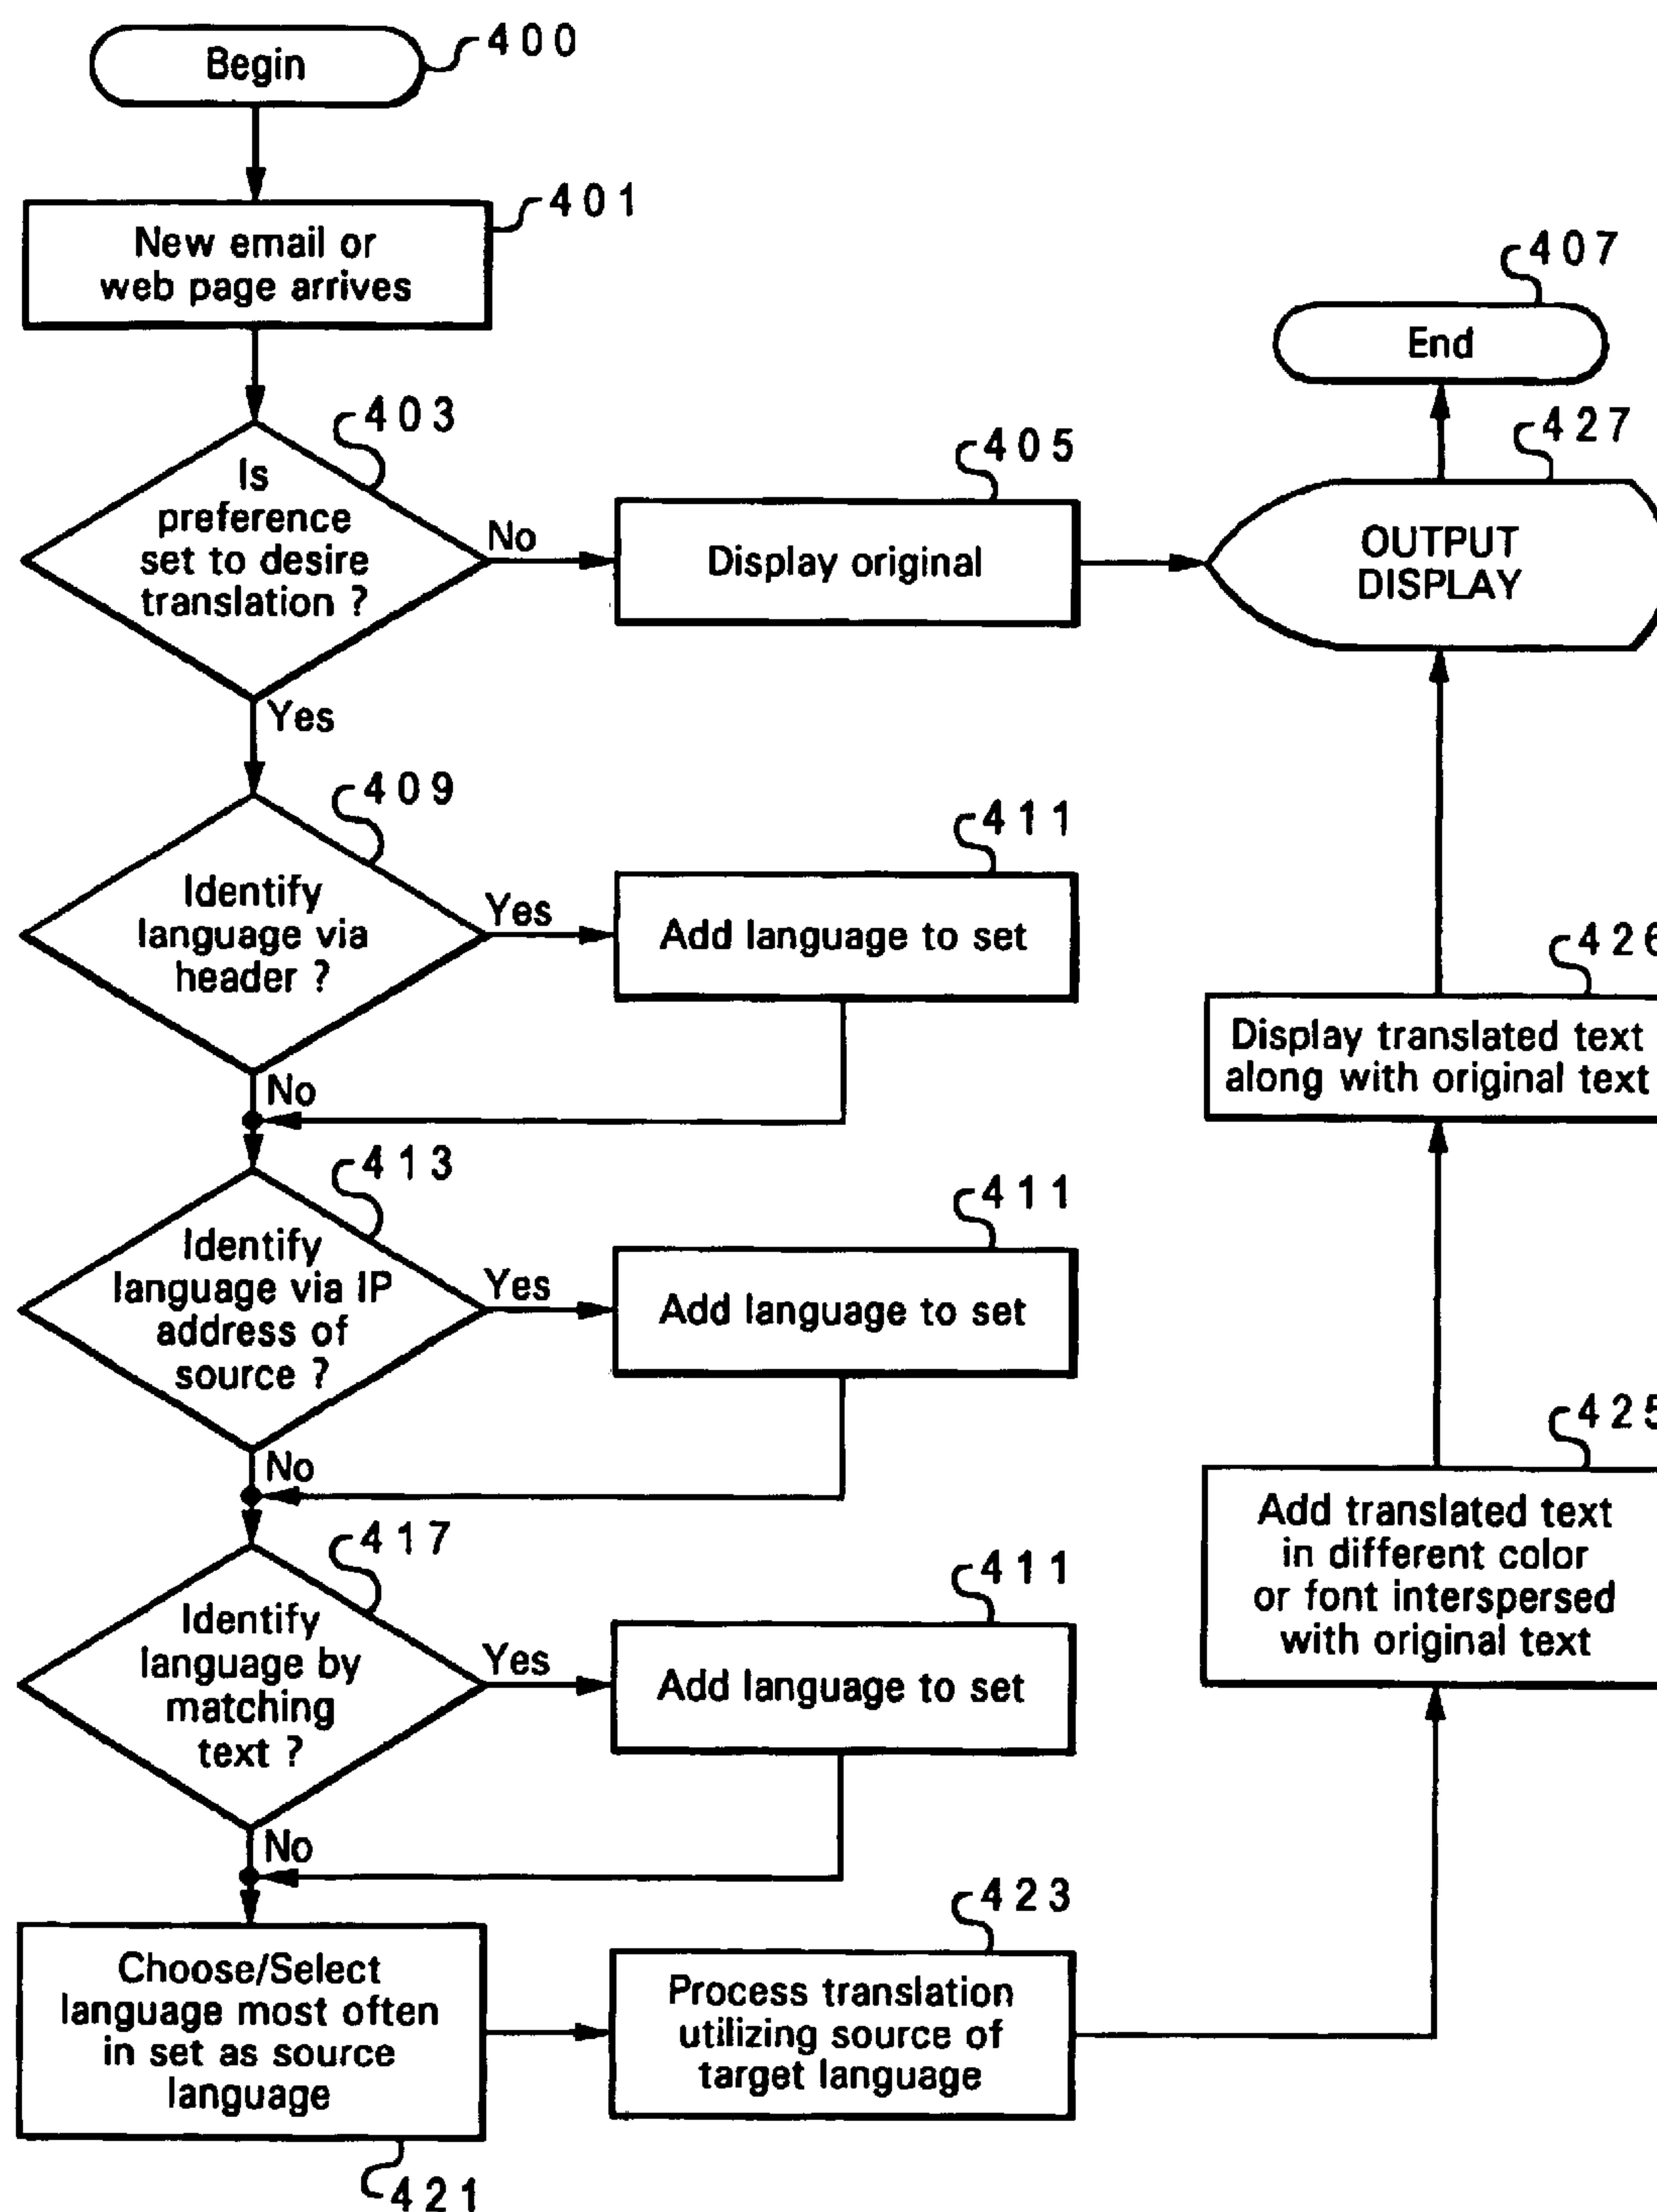 Begin
400
New email or
web page arrives
401
Is
preference
set to desire
translation ?
403
No
Yes
Display original
405
OUTPUT
DISPLAY
427
End
407
Identify
language via
header ?
409
Yes
No
Add language to set
411
Identify
language via IP
address of
source ?
413
Yes
No
Add language to set
411
Identify
language by
matching
text ?
417
Yes
No
Add language to set
411
Choose/Select
language most often
in set as source
language
421
Process translation
utilizing source of
target language
423
Add translated text
in different color
or font interspersed
with original text
425
Display translated text
along with original text
426